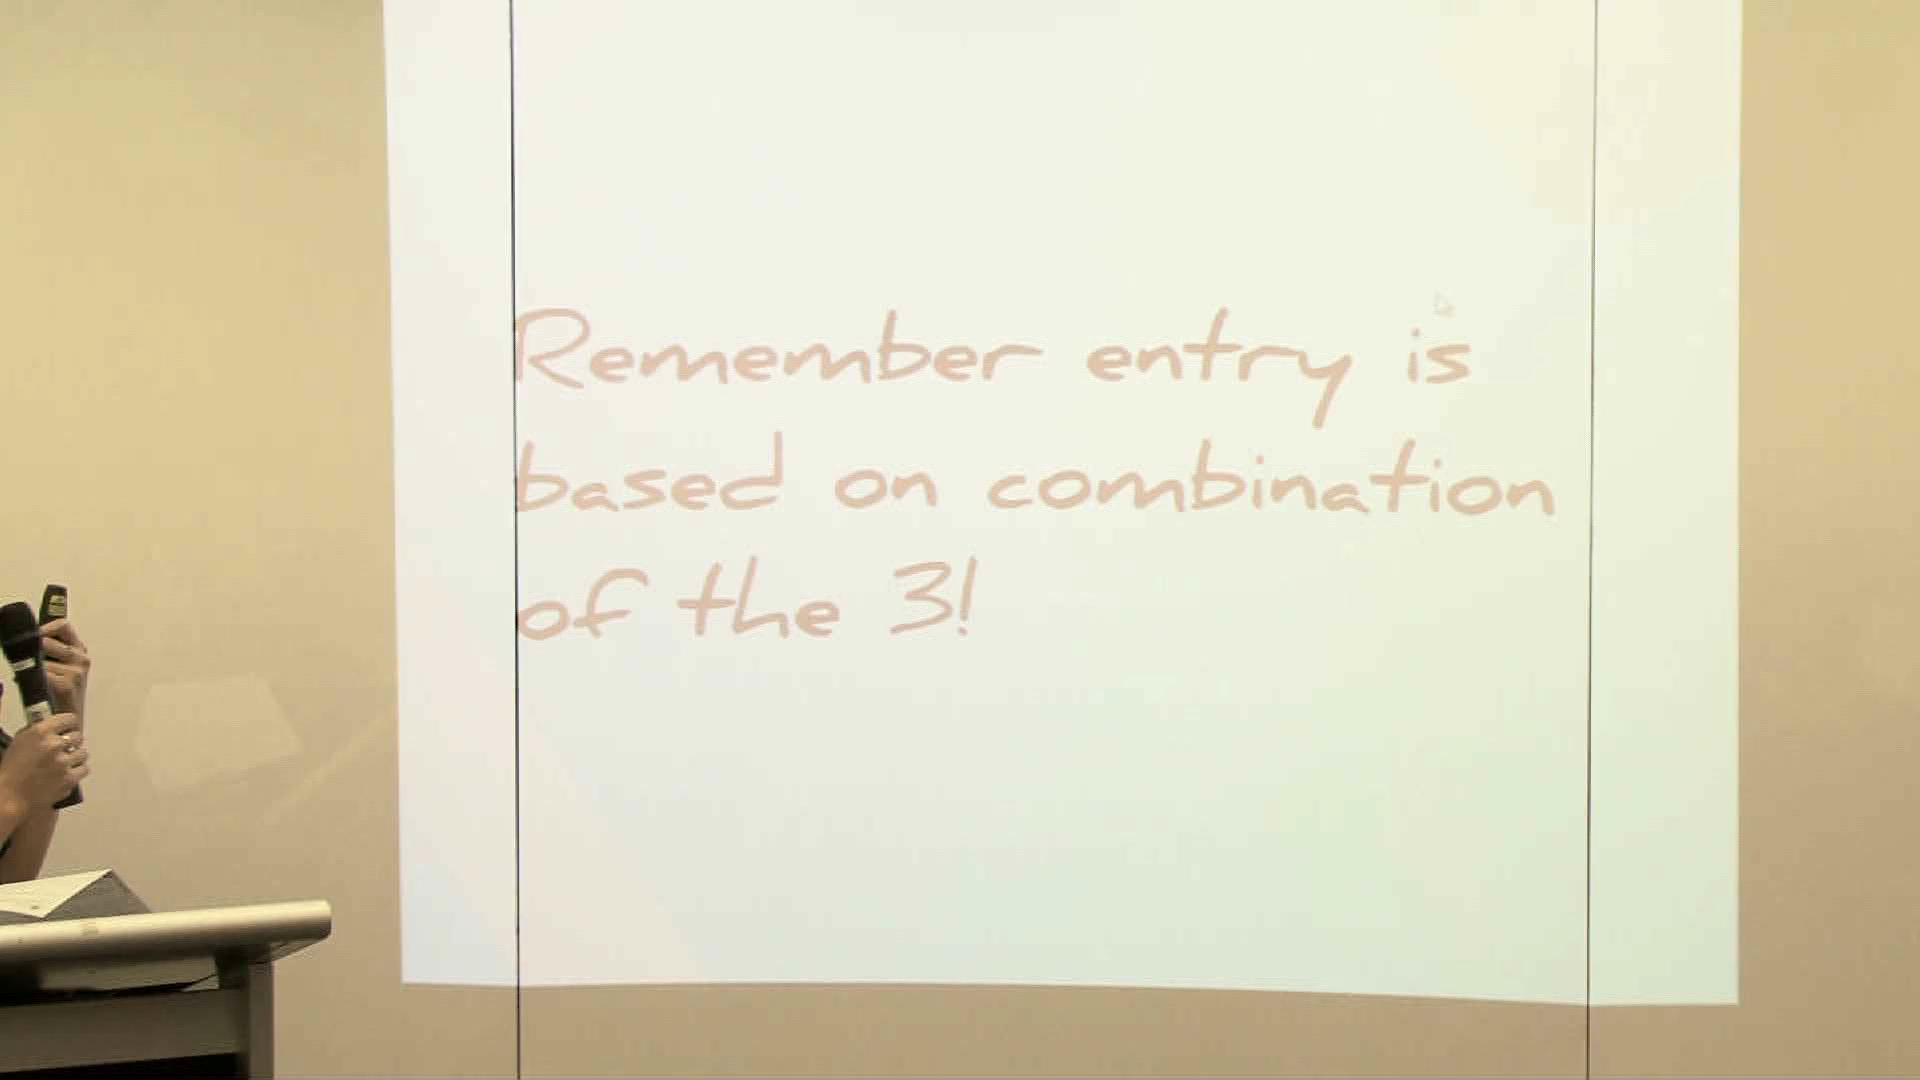 Remember entry is
based on combination
of the 3!